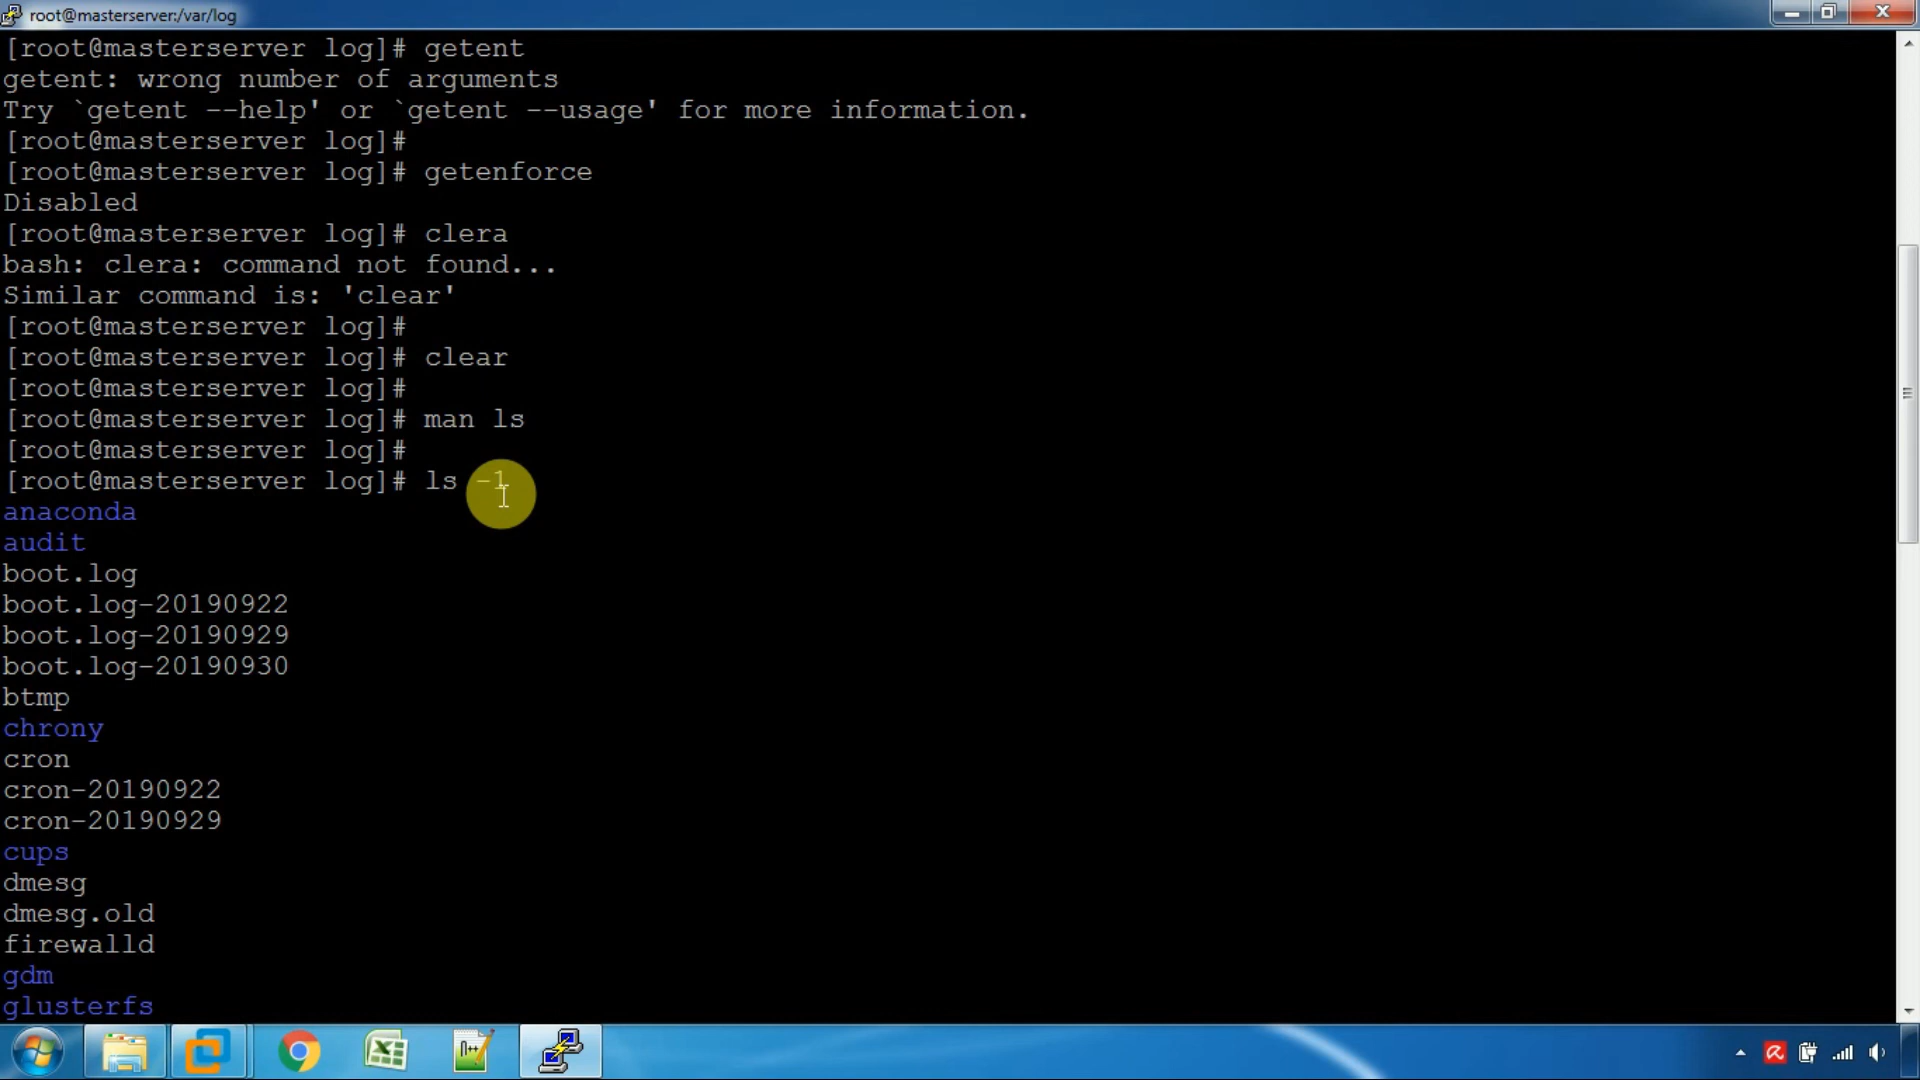 root@masterserver:/var/log
[root@masterserver log]# getent
getent: wrong number of arguments
Try `getent --help' or `getent --usage' for more information.
[root@masterserver log]#
[root@masterserver log]# getenforce
Disabled
[root@masterserver log]# clera
bash: clera: command not found...
Similar command is: 'clear'
[root@masterserver log]#
[root@masterserver log]# clear
[root@masterserver log]#
[root@masterserver log]# man ls
[root@masterserver log]#
[root@masterserver log]# ls -1
anaconda
audit
boot.log
boot.log-20190922
boot.log-20190929
boot.log-20190930
btmp
chrony
cron
cron-20190922
cron-20190929
cups
dmesg
dmesg.old
firewalld
gdm
glusterfs